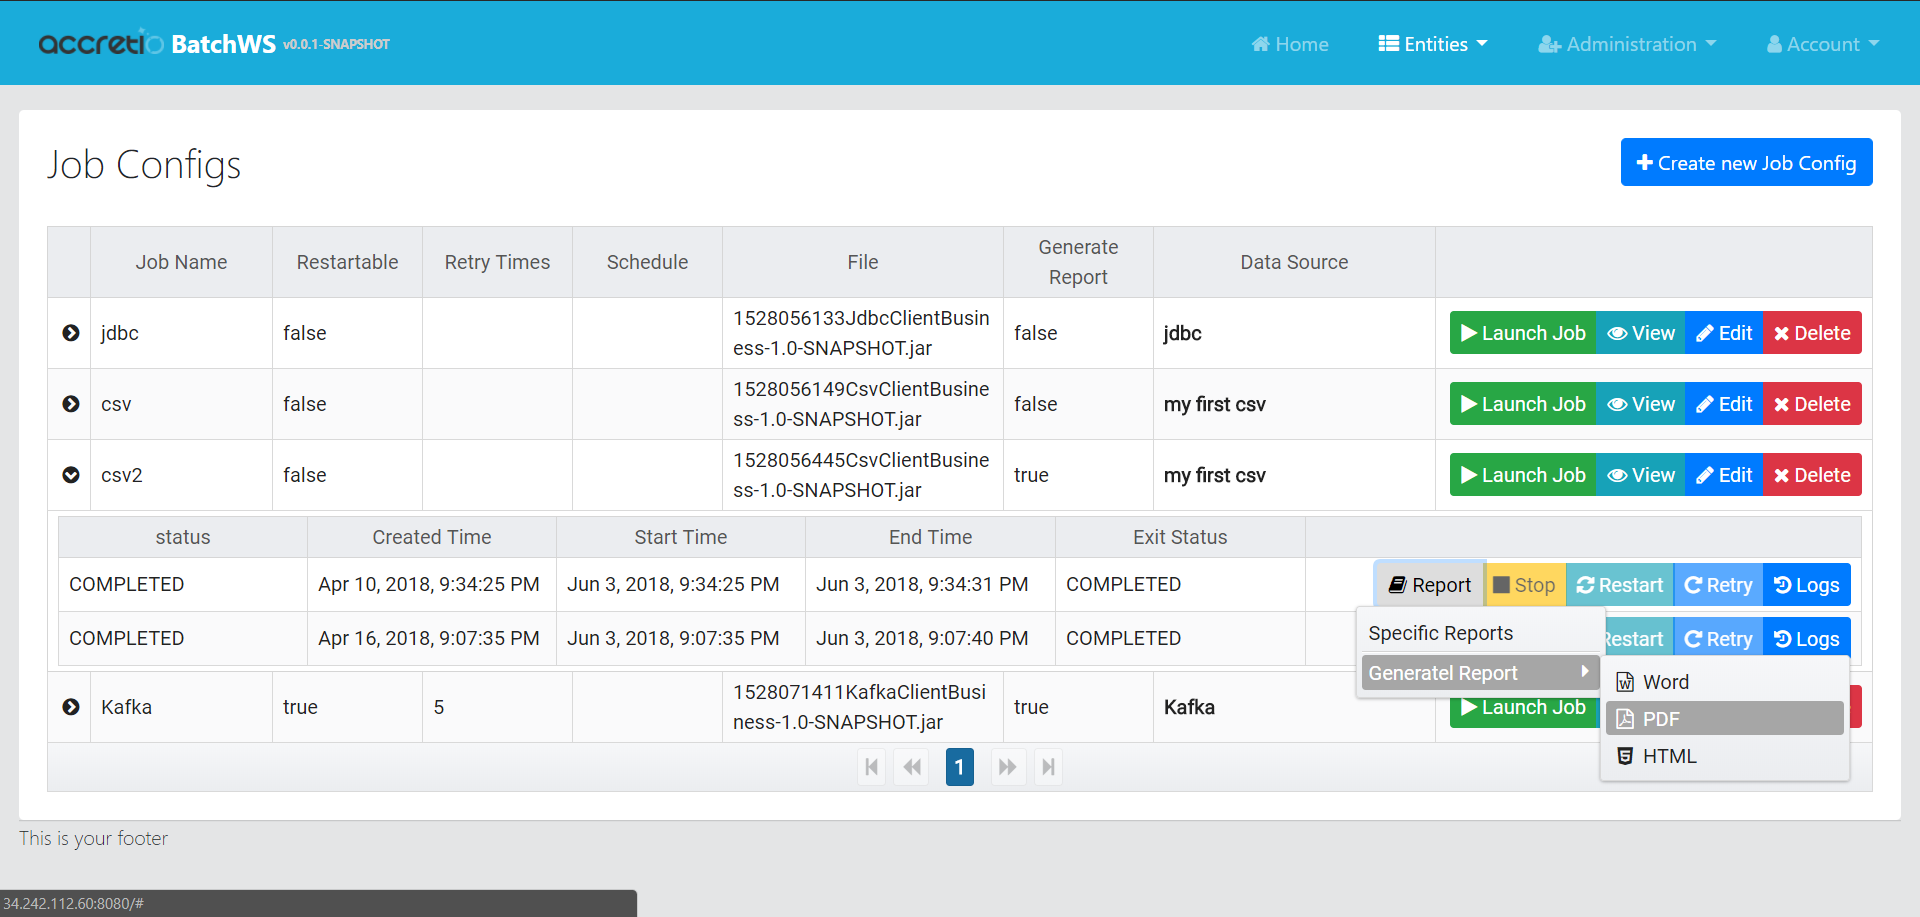 accretio BatchWS v0.0.1-SNAPSHOT Home Entities Administration Account
Job Configs
Create new Job Config
Job Name Restartable Retry Times Schedule File Generate Report Data Source
jdbc false 1528056133JdbcClientBusin false jdbc Launch Job View Edit Delete
ess-1.0-SNAPSHOT.jar
csv false 1528056149CsvClientBusine false my first csv Launch Job View Edit Delete
ss-1.0-SNAPSHOT.jar
csv2 false 1528056445CsvClientBusine true my first csv Launch Job View Edit Delete
ss-1.0-SNAPSHOT.jar
status Created Time Start Time End Time Exit Status
COMPLETED Apr 10, 2018, 9:34:25 PM Jun 3, 2018, 9:34:25 PM Jun 3, 2018, 9:34:31 PM COMPLETED Report Stop Restart Retry Logs
COMPLETED Apr 16, 2018, 9:07:35 PM Jun 3, 2018, 9:07:35 PM Jun 3, 2018, 9:07:40 PM COMPLETED Restart Retry Logs
Specific Reports
Generatel Report
Word
PDF
HTML
Kafka true 5 1528071411KafkaClientBusi true Kafka Launch Job
ness-1.0-SNAPSHOT.jar
1
This is your footer
34.242.112.60:8080/#